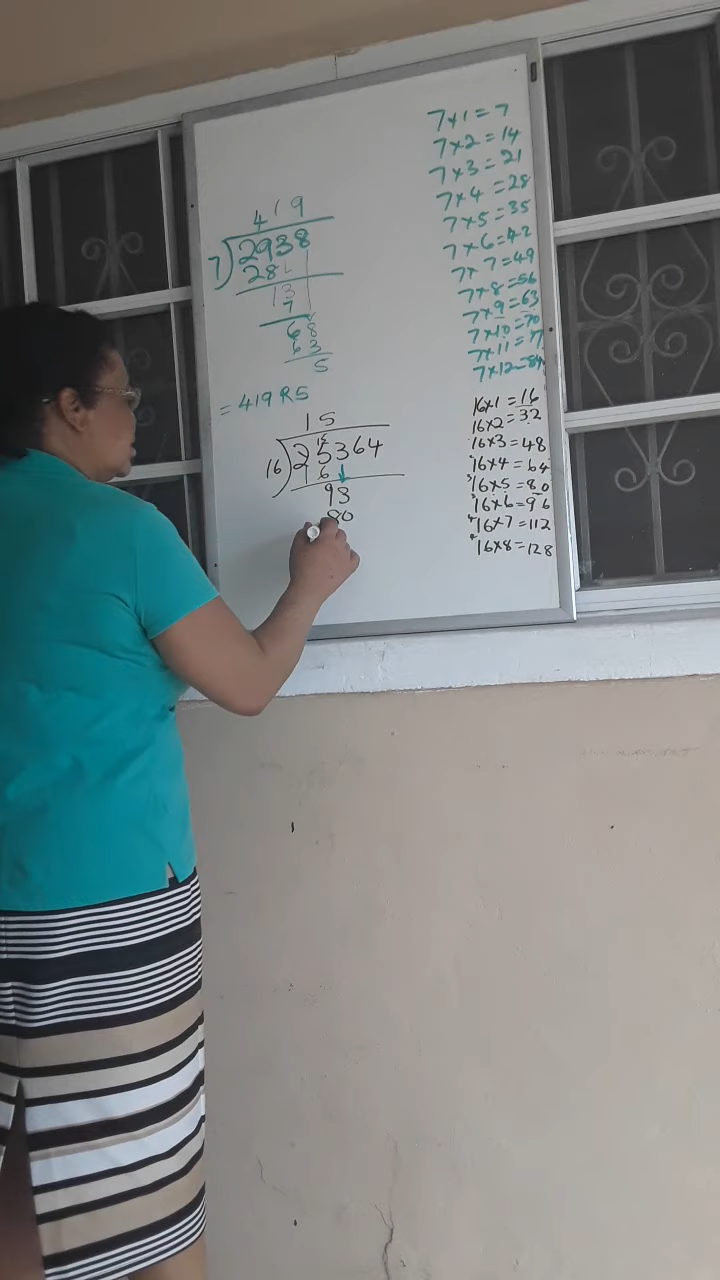 419
7)2938
28
13
7
68
63
5
= 419 R5
15
15
16)25364
16
93
80
7x1=7
7x2=14
7x3=21
7x4=28
7x5=35
7x6=42
7x7=49
7x8=56
7x9=63
7x10=70
7x11=77
7x12=84
16x1=16
16x2=32
16x3=48
16x4=64
16x5=80
16x6=96
16x7=112
16x8=128